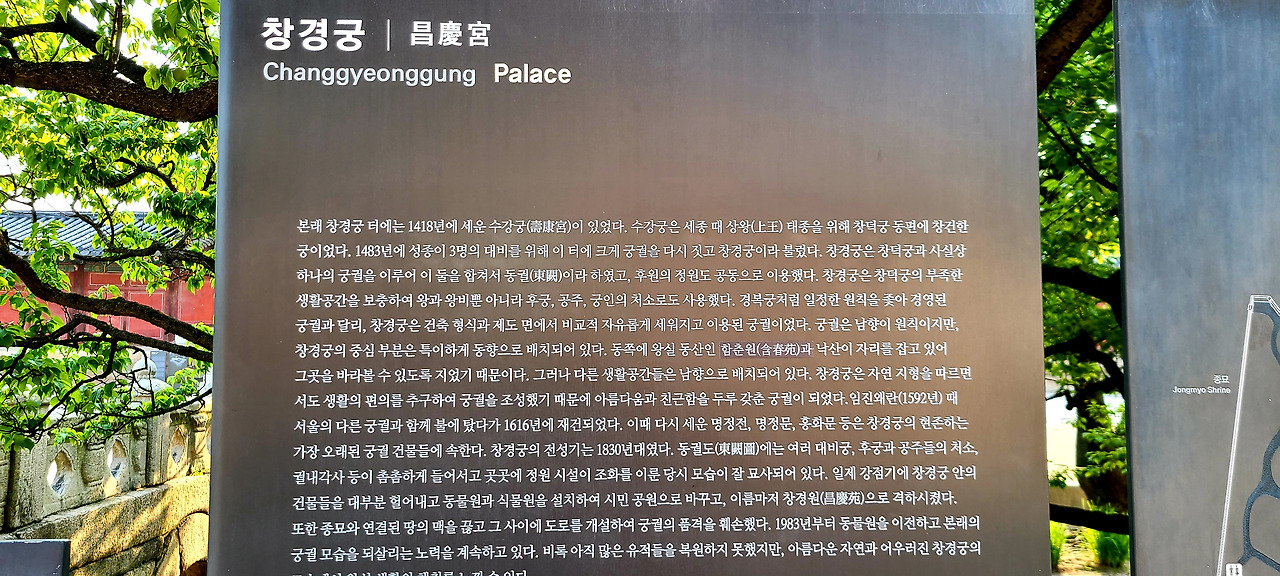 창경궁 | 昌慶宮
Changgyeonggung Palace
본래 창경궁 터에는 1418년에 세운 수강궁(壽康宮)이 있었다. 수강궁은 세종 때 상왕(上王) 태종을 위해 창덕궁 동편에 창건한
궁이었다. 1483년에 성종이 3명의 대비를 위해 이 터에 크게 궁궐을 다시 짓고 창경궁이라 불렀다. 창경궁은 창덕궁과 사실상
하나의 궁궐을 이루어 이 둘을 합쳐서 동궐(東闕)이라 하였고, 후원의 정원도 공동으로 이용했다. 창경궁은 창덕궁의 부족한
생활공간을 보충하여 왕과 왕비뿐 아니라 후궁, 공주, 궁인의 처소로도 사용했다. 경복궁처럼 일정한 원칙을 좇아 경영된
궁궐과 달리, 창경궁은 건축 형식과 제도 면에서 비교적 자유롭게 세워지고 이용된 궁궐이었다. 궁궐은 남향이 원칙이지만,
창경궁의 중심 부분은 특이하게 동향으로 배치되어 있다. 동쪽에 왕실 동산인 함춘원(含春苑)과 낙산이 자리를 잡고 있어
그곳을 바라볼 수 있도록 지었기 때문이다. 그러나 다른 생활공간들은 남향으로 배치되어 있다. 창경궁은 자연 지형을 따르면
서도 생활의 편의를 추구하여 궁궐을 조성했기 때문에 아름다움과 친근함을 두루 갖춘 궁궐이 되었다. 임진왜란(1592년) 때
서울의 다른 궁궐과 함께 불에 탔다가 1616년에 재건되었다. 이때 다시 세운 명정전, 명정문, 홍화문 등은 창경궁의 현존하는
가장 오래된 궁궐 건물들에 속한다. 창경궁의 전성기는 1830년대였다. 동궐도(東闕圖)에는 여러 대비궁, 후궁과 공주들의 처소,
궐내각사 등이 촘촘하게 들어서고 곳곳에 정원 시설이 조화를 이룬 당시 모습이 잘 묘사되어 있다. 일제 강점기에 창경궁 안의
건물들을 대부분 헐어내고 동물원과 식물원을 설치하여 시민 공원으로 바꾸고, 이름마저 창경원(昌慶苑)으로 격하시켰다.
또한 종묘와 연결된 땅의 맥을 끊고 그 사이에 도로를 개설하여 궁궐의 품격을 훼손했다. 1983년부터 동물원을 이전하고 본래의
궁궐 모습을 되살리는 노력을 계속하고 있다. 비록 아직 많은 유적들을 복원하지 못했지만, 아름다운 자연과 어우러진 창경궁의
종묘
Jongmyo Shrine